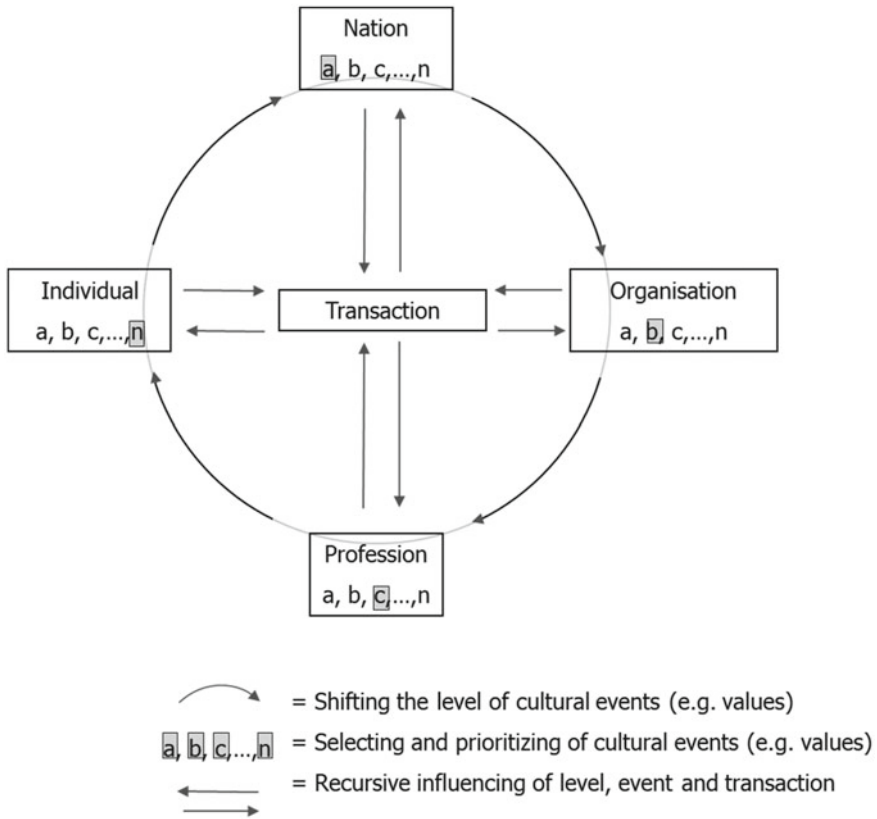 Nation
a, b, c,...,n
Individual
a, b, c,...,n
Transaction
Organisation
a, b, c,...,n
Profession
a, b, c,...,n
= Shifting the level of cultural events (e.g. values)
a, b, c,...,n = Selecting and prioritizing of cultural events (e.g. values)
= Recursive influencing of level, event and transaction